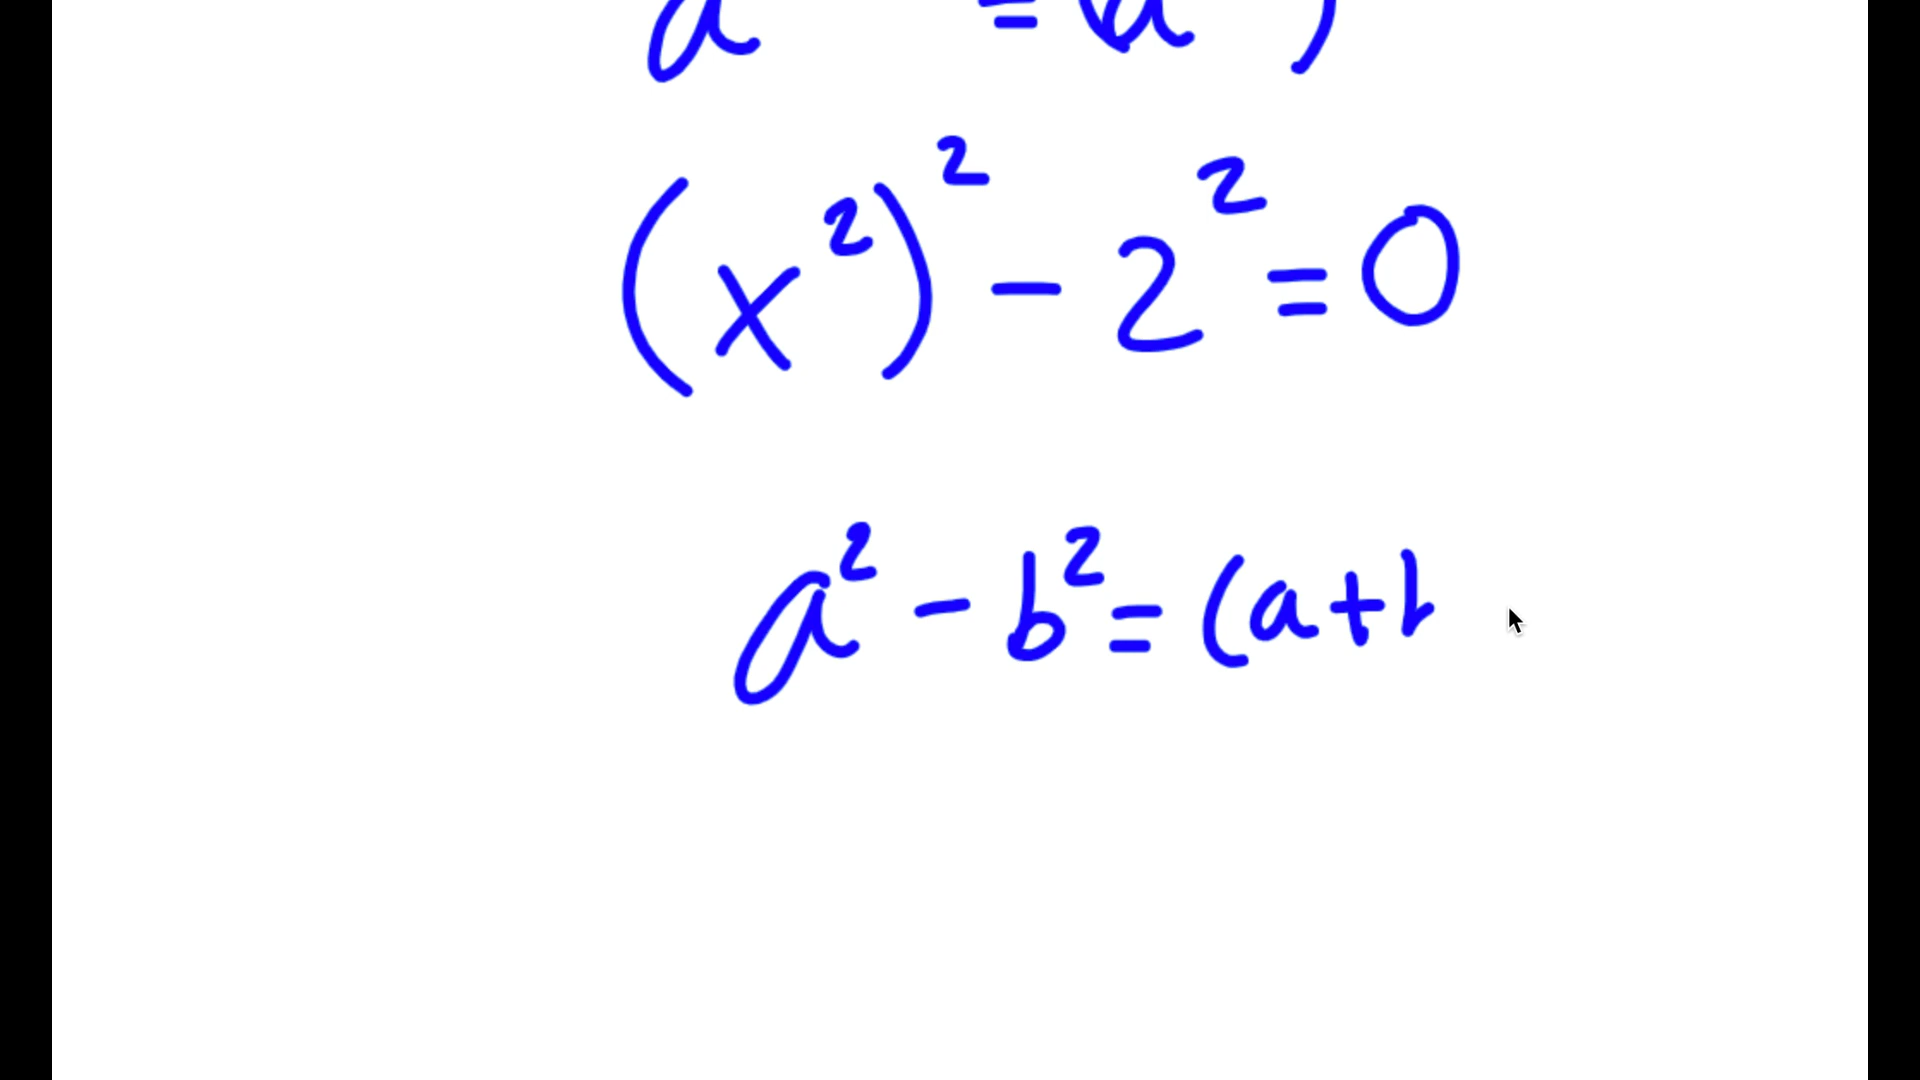 a = (a )
(x²)² - 2² = 0
a² - b² = (a + b